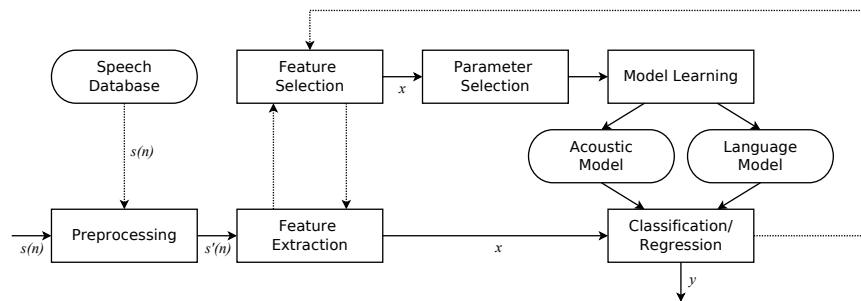 Speech
Database
Feature
Selection
x
Parameter
Selection
Model Learning
s(n)
Acoustic
Model
Language
Model
s(n)
Preprocessing
s'(n)
Feature
Extraction
x
Classification/
Regression
y